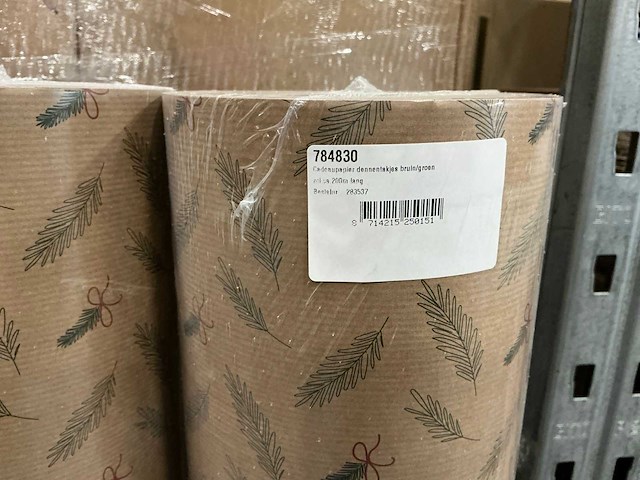 784830
Cadeaupapier dennentakjes bruin/groen
200m lang
Bestelnr. 283537
8 714215 250151